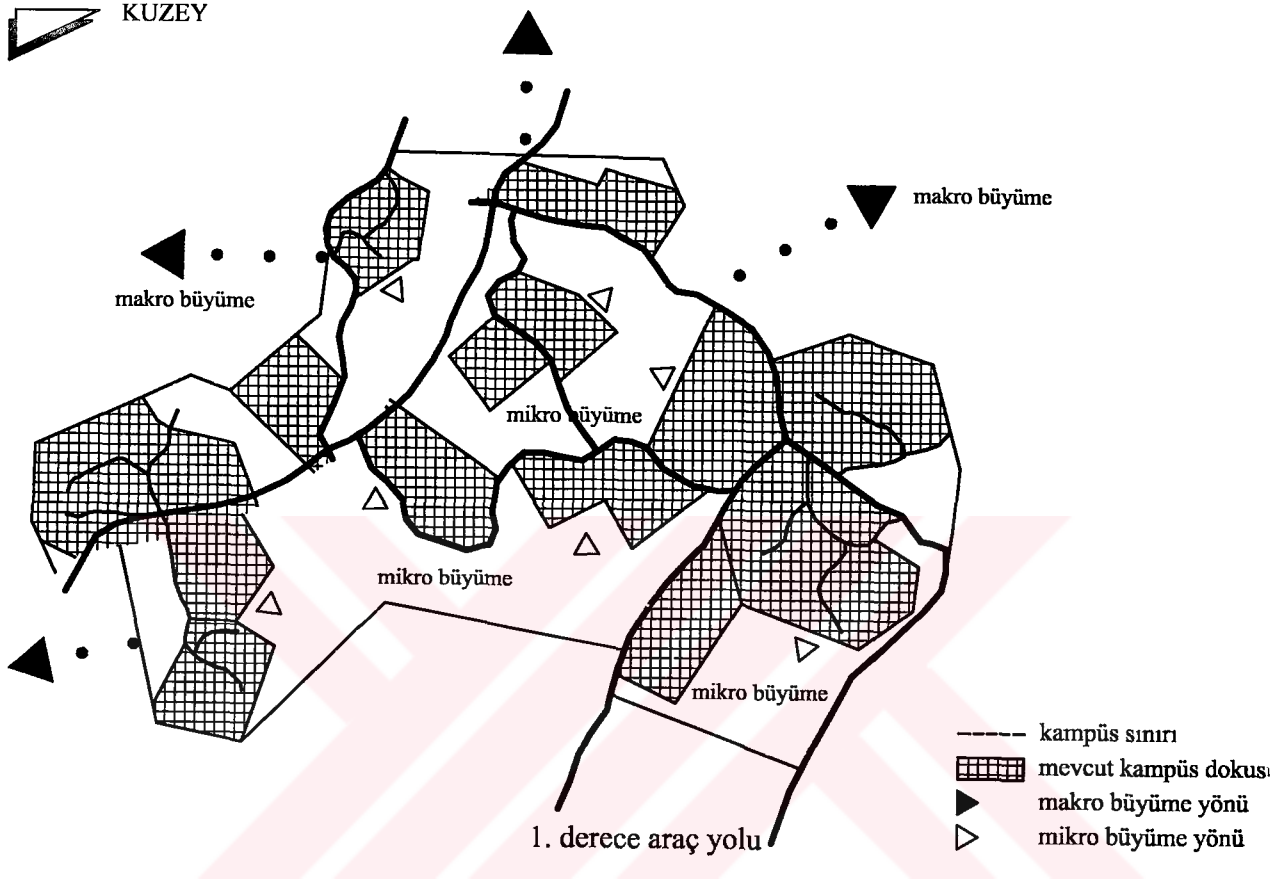 KUZEY
makro büyüme
makro büyüme
mikro büyüme
mikro büyüme
mikro büyüme
kampüs sınırı
mevcut kampüs dokusı
makro büyüme yönü
mikro büyüme yönü
1. derece araç yolu